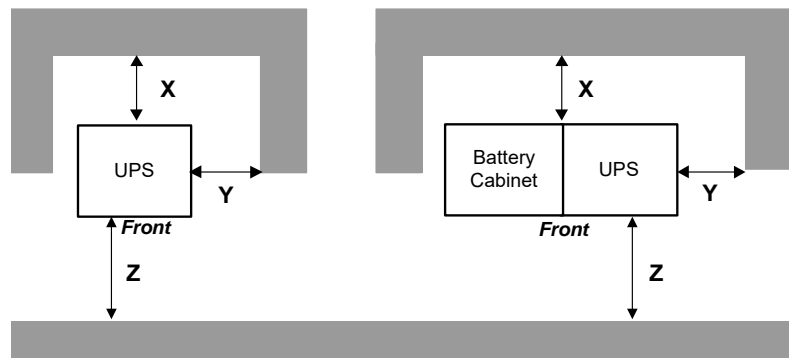 X
UPS
Y
Front
Z
X
Battery
Cabinet
UPS
Y
Front
Z